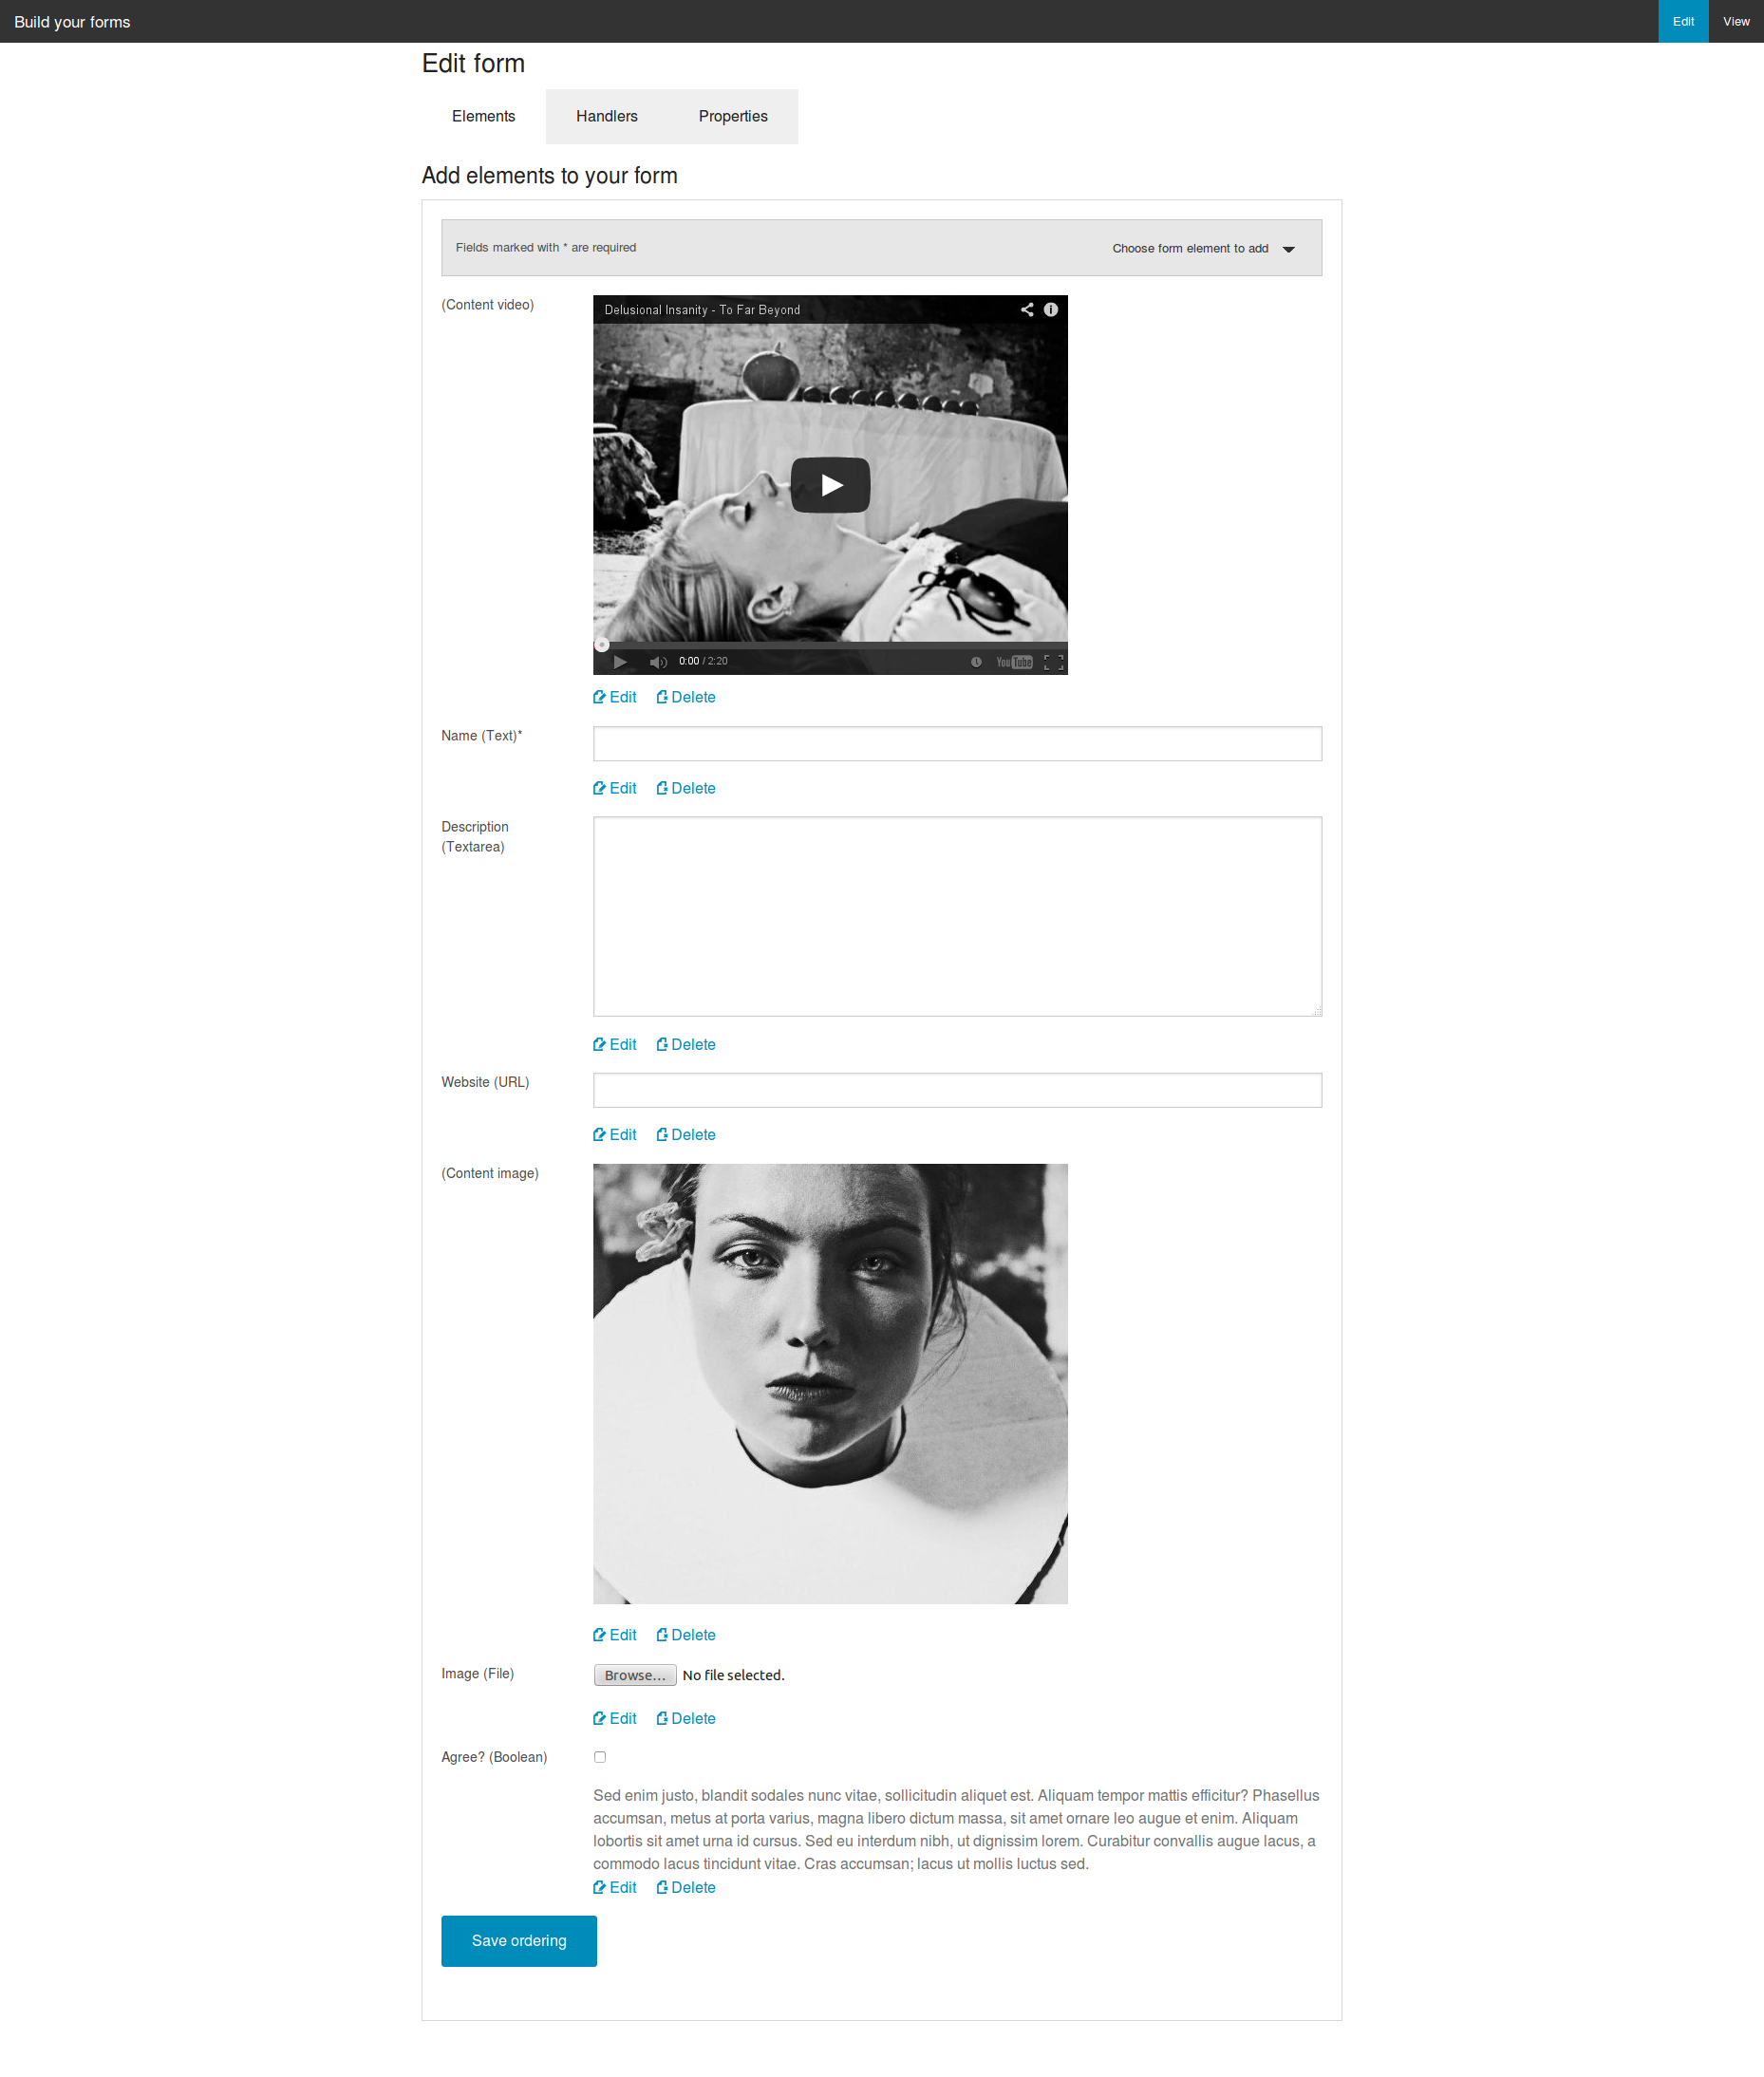 Build your forms
Edit View
Edit form
Elements Handlers Properties
Add elements to your form
Fields marked with * are required Choose form element to add
(Content video)
Delusional Insanity - To Far Beyond
0:00 / 2:20 YouTube
Edit Delete
Name (Text)*
Edit Delete
Description
(Textarea)
Edit Delete
Website (URL)
Edit Delete
(Content image)
Edit Delete
Image (File) Browse... No file selected.
Edit Delete
Agree? (Boolean)
Sed enim justo, blandit sodales nunc vitae, sollicitudin aliquet est. Aliquam tempor mattis efficitur? Phasellus
accumsan, metus at porta varius, magna libero dictum massa, sit amet ornare leo augue et enim. Aliquam
lobortis sit amet urna id cursus. Sed eu interdum nibh, ut dignissim lorem. Curabitur convallis augue lacus, a
commodo lacus tincidunt vitae. Cras accumsan; lacus ut mollis luctus sed.
Edit Delete
Save ordering